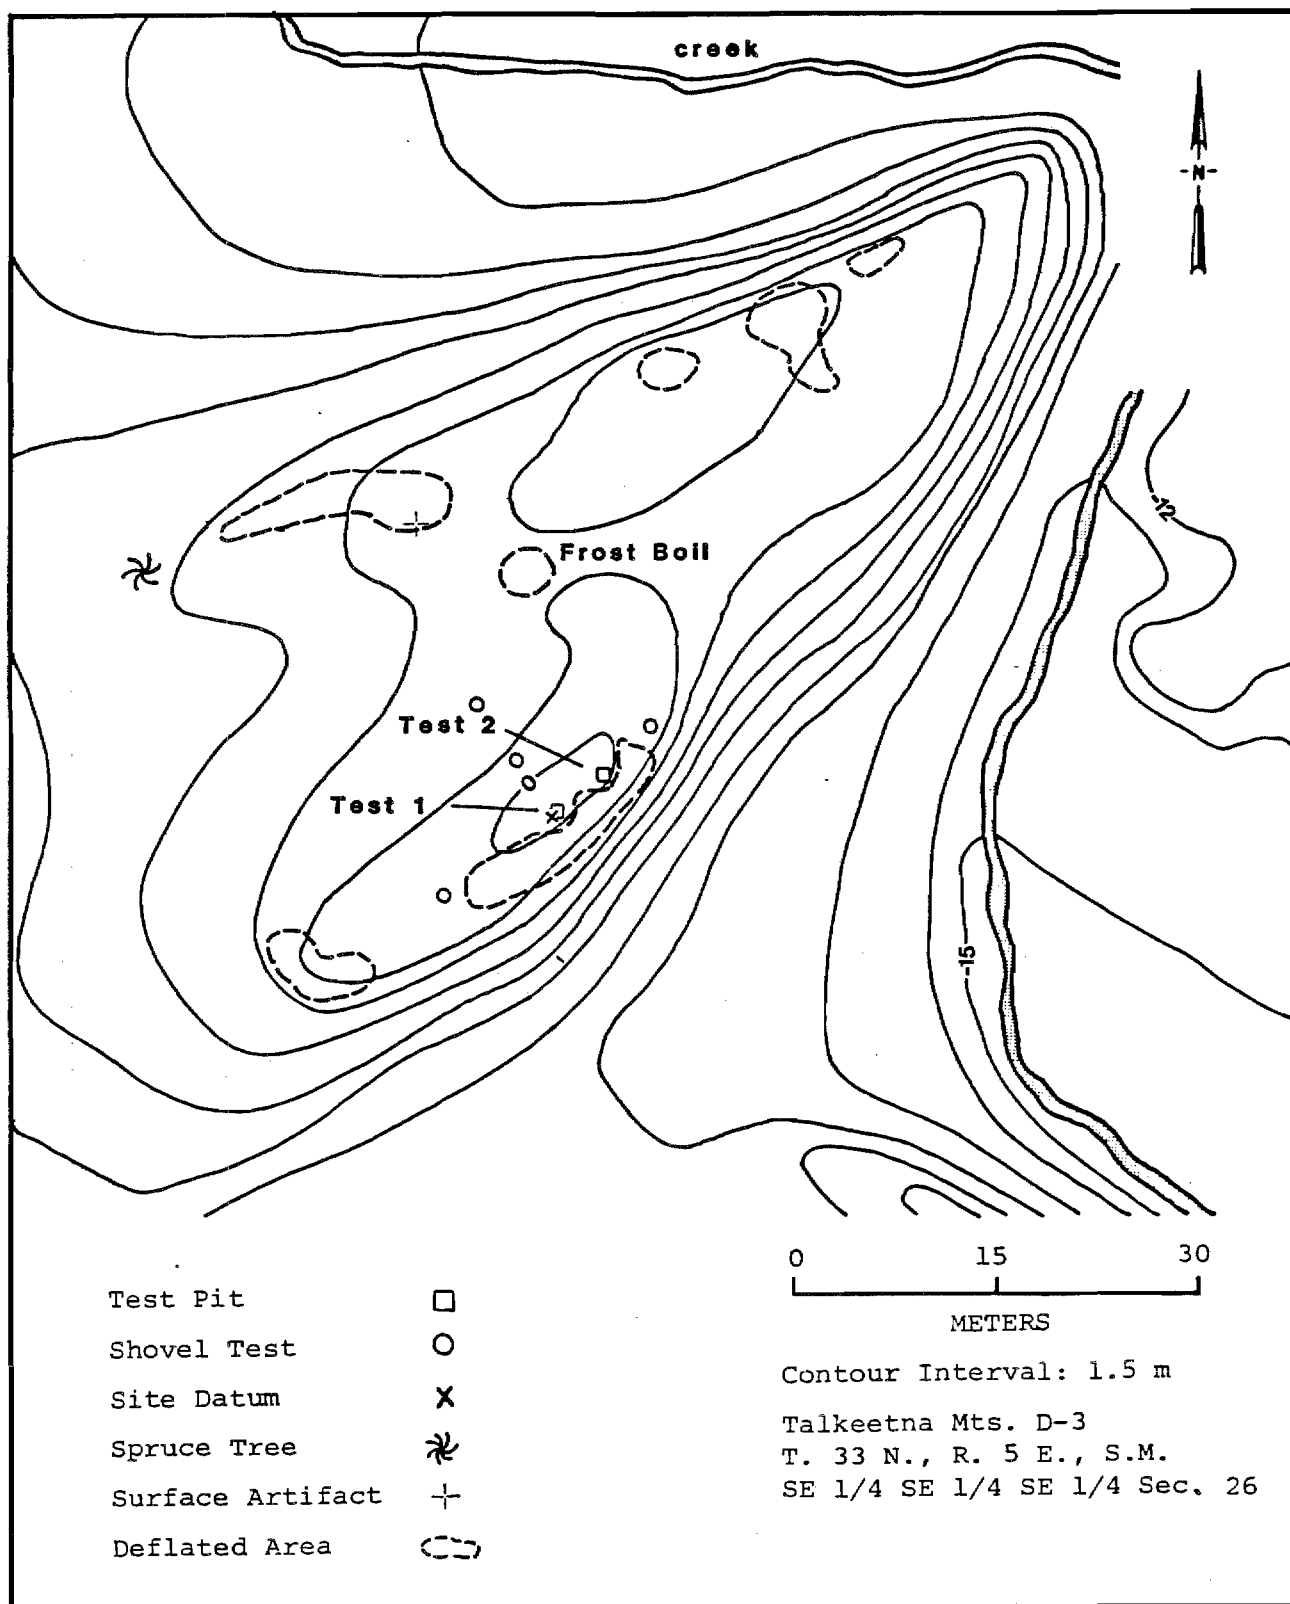 creek
-N-
-12
Frost Boil
Test 2
Test 1
-15
0 15 30
METERS
Test Pit
Shovel Test
Site Datum
Spruce Tree
Surface Artifact
Deflated Area
Contour Interval: 1.5 m
Talkeetna Mts. D-3
T. 33 N., R. 5 E., S.M.
SE 1/4 SE 1/4 SE 1/4 Sec. 26